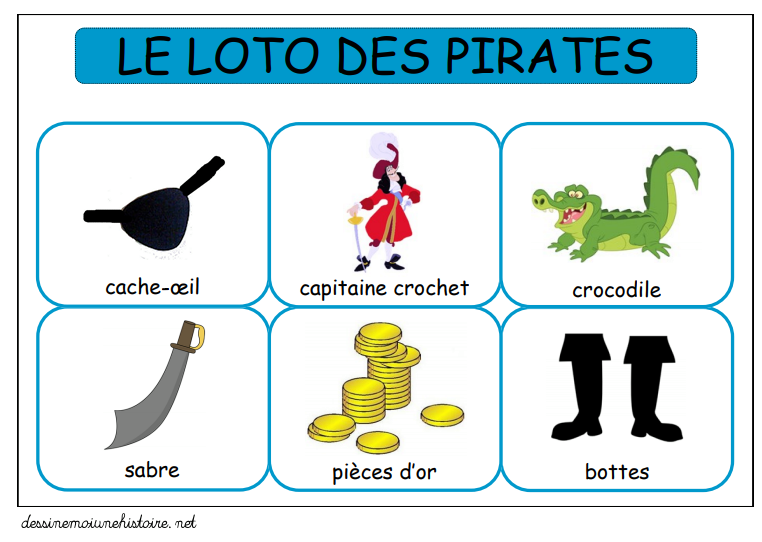 LE LOTO DES PIRATES
cache-œil
capitaine crochet
crocodile
sabre
pièces d'or
bottes
dessinemoiunehistoire.net